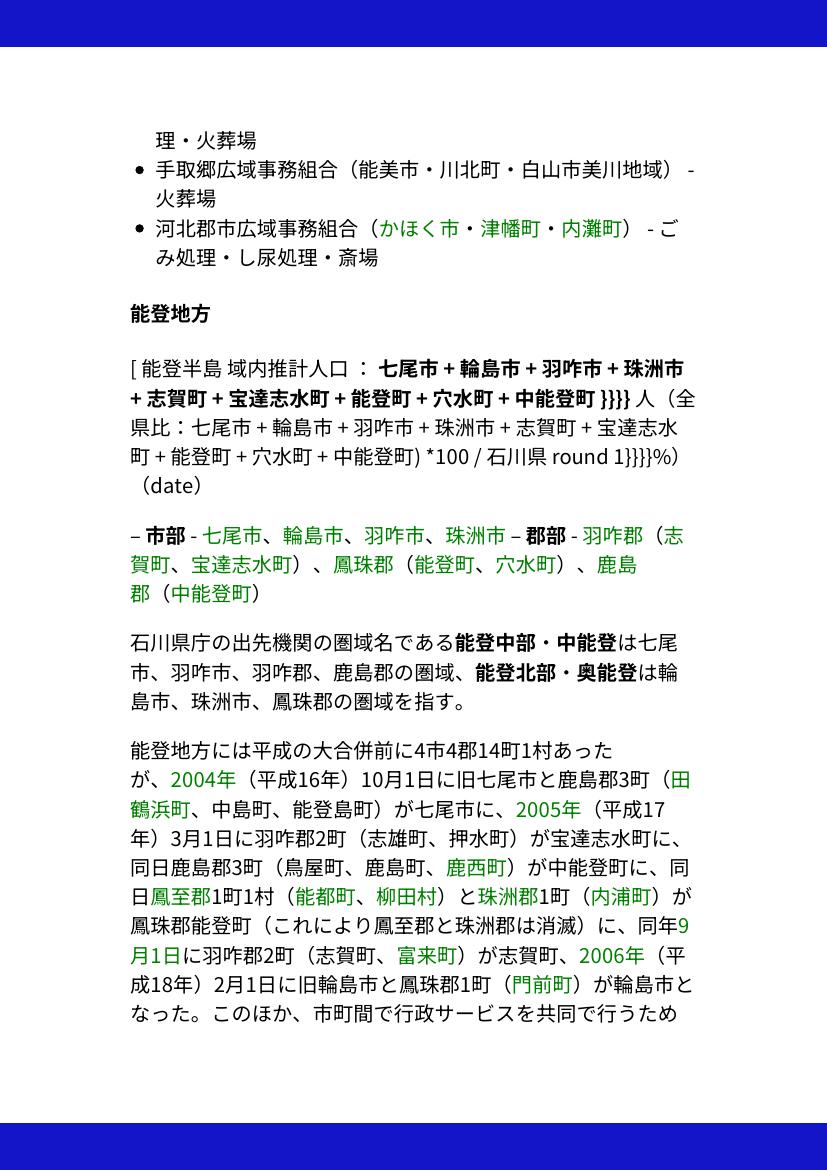 理・火葬場
• 手取郷広域事務組合（能美市・川北町・白山市美川地域） -
火葬場
• 河北郡市広域事務組合（かほく市・津幡町・内灘町） - ご
み処理・し尿処理・斎場
能登地方
[ 能登半島 域内推計人口 ： 七尾市 + 輪島市 + 羽咋市 + 珠洲市
+ 志賀町 + 宝達志水町 + 能登町 + 穴水町 + 中能登町 }}}} 人（全
県比：七尾市 + 輪島市 + 羽咋市 + 珠洲市 + 志賀町 + 宝達志水
町 + 能登町 + 穴水町 + 中能登町) *100 / 石川県 round 1}}}}%）
（date）
– 市部 - 七尾市、輪島市、羽咋市、珠洲市 – 郡部 - 羽咋郡（志
賀町、宝達志水町）、鳳珠郡（能登町、穴水町）、鹿島
郡（中能登町）
石川県庁の出先機関の圏域名である能登中部・中能登は七尾
市、羽咋市、羽咋郡、鹿島郡の圏域、能登北部・奥能登は輪
島市、珠洲市、鳳珠郡の圏域を指す。
能登地方には平成の大合併前に4市4郡14町1村あった
が、2004年（平成16年）10月1日に旧七尾市と鹿島郡3町（田
鶴浜町、中島町、能登島町）が七尾市に、2005年（平成17
年）3月1日に羽咋郡2町（志雄町、押水町）が宝達志水町に、
同日鹿島郡3町（鳥屋町、鹿島町、鹿西町）が中能登町に、同
日鳳至郡1町1村（能都町、柳田村）と珠洲郡1町（内浦町）が
鳳珠郡能登町（これにより鳳至郡と珠洲郡は消滅）に、同年9
月1日に羽咋郡2町（志賀町、富来町）が志賀町、2006年（平
成18年）2月1日に旧輪島市と鳳珠郡1町（門前町）が輪島市と
なった。このほか、市町間で行政サービスを共同で行うため